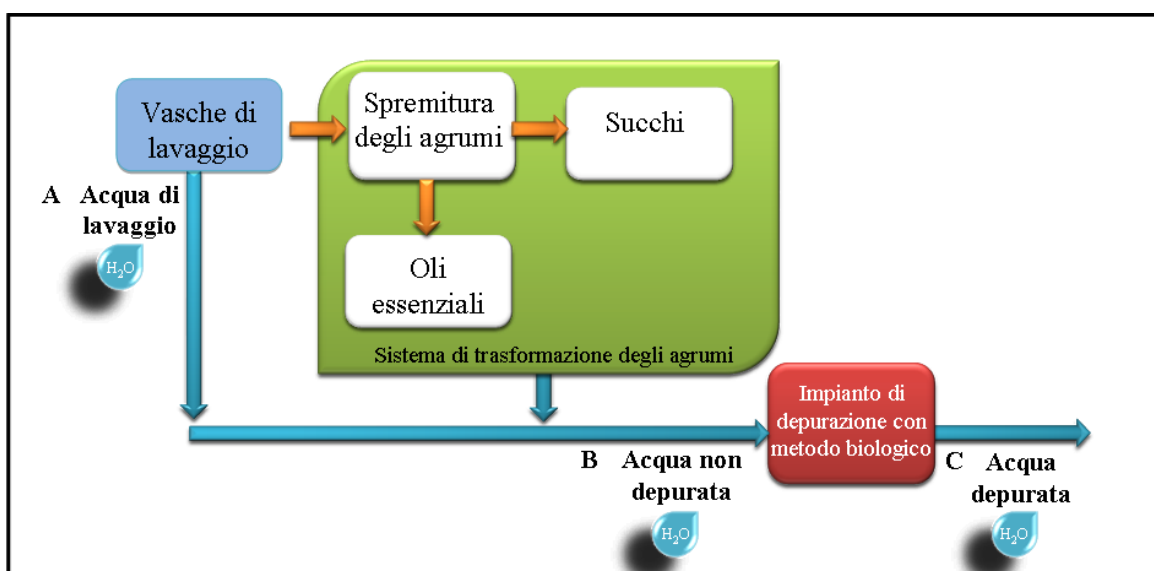 Vasche di
lavaggio
Spremitura
degli agrumi
Succhi
A Acqua di
lavaggio
H₂O
Oli
essenziali
Sistema di trasformazione degli agrumi
Impianto di
depurazione con
metodo biologico
B Acqua non
depurata
H₂O
C Acqua
depurata
H₂O